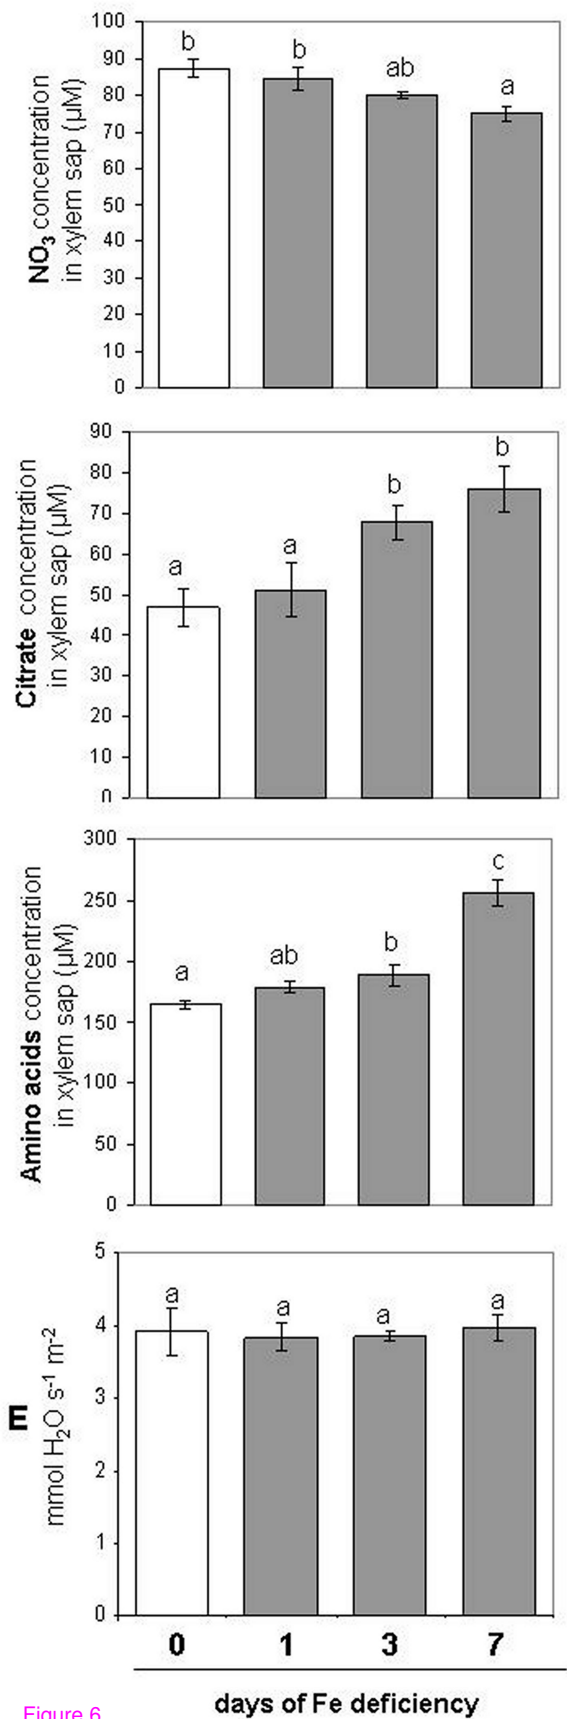 100
90
80
70
60
50
40
30
20
10
0
NO3 concentration
in xylem sap (µM)
b
b
ab
a
90
80
70
60
50
40
30
20
10
0
Citrate concentration
in xylem sap (µM)
a
a
b
b
300
250
200
150
100
50
0
Amino acids concentration
in xylem sap (µM)
a
ab
b
c
5
4
3
2
1
0
E
mmol H2O s-1 m-2
a
a
a
a
0 1 3 7
days of Fe deficiency
Figure 6